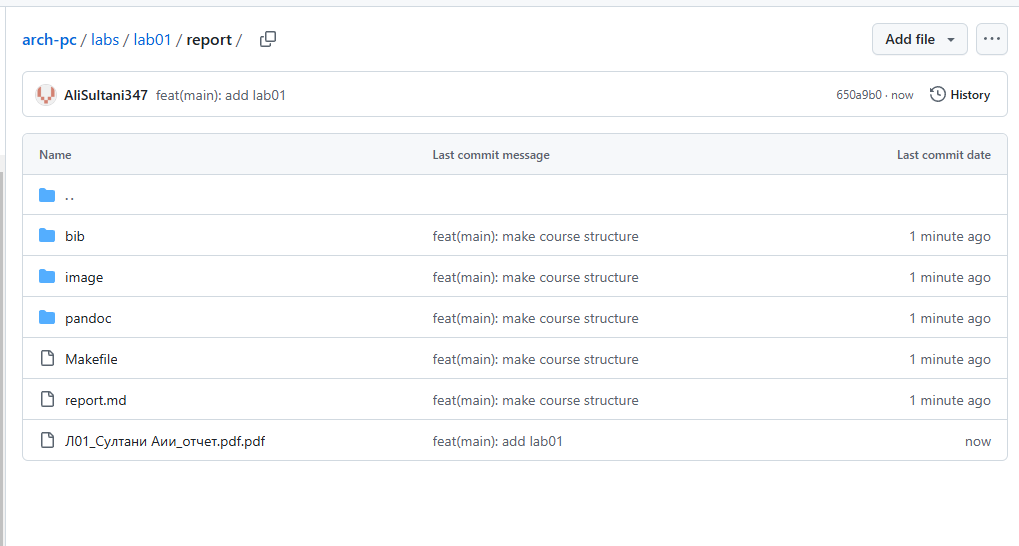 arch-pc / labs / lab01 / report /
Add file
AliSultani347 feat(main): add lab01
650a9b0 · now
History
Name Last commit message Last commit date
..
bib feat(main): make course structure 1 minute ago
image feat(main): make course structure 1 minute ago
pandoc feat(main): make course structure 1 minute ago
Makefile feat(main): make course structure 1 minute ago
report.md feat(main): make course structure 1 minute ago
Л01_Султани Аии_отчет.pdf.pdf feat(main): add lab01 now